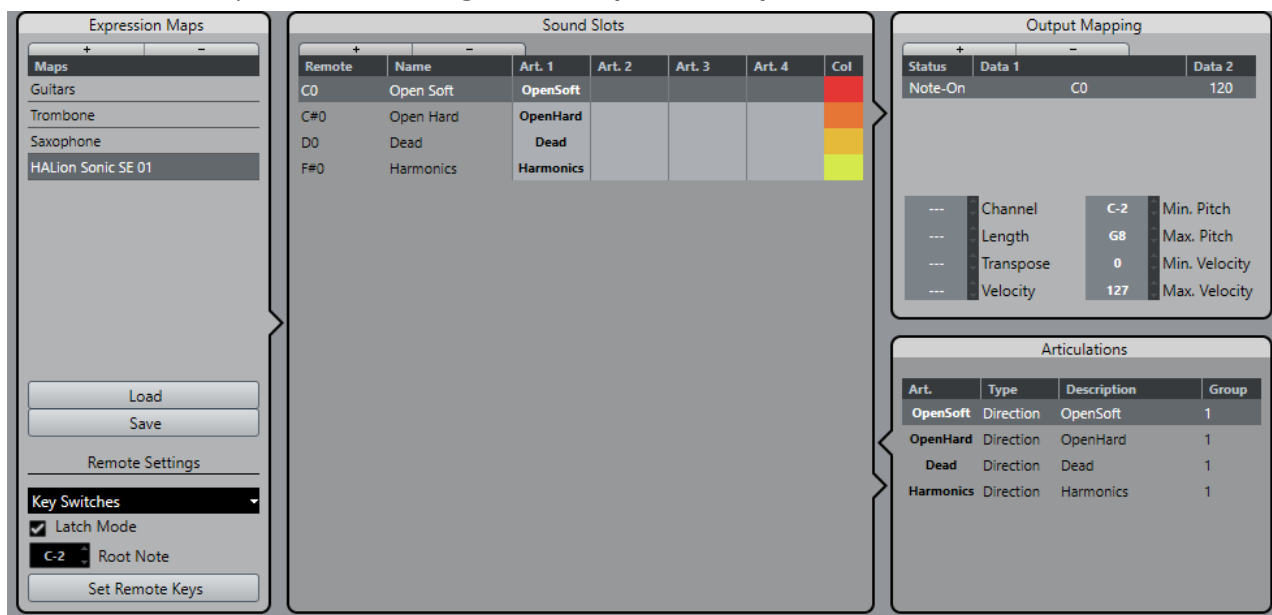 Expression Maps
+ -
Maps
Guitars
Trombone
Saxophone
HALion Sonic SE 01
Load
Save
Remote Settings
Key Switches
Latch Mode
C-2 Root Note
Set Remote Keys
Sound Slots
+ -
Remote Name Art. 1 Art. 2 Art. 3 Art. 4 Col
C0 Open Soft OpenSoft
C#0 Open Hard OpenHard
D0 Dead Dead
F#0 Harmonics Harmonics
Output Mapping
+ -
Status Data 1 Data 2
Note-On C0 120
--- Channel C-2 Min. Pitch
--- Length G8 Max. Pitch
--- Transpose 0 Min. Velocity
--- Velocity 127 Max. Velocity
Articulations
Art. Type Description Group
OpenSoft Direction OpenSoft 1
OpenHard Direction OpenHard 1
Dead Direction Dead 1
Harmonics Direction Harmonics 1